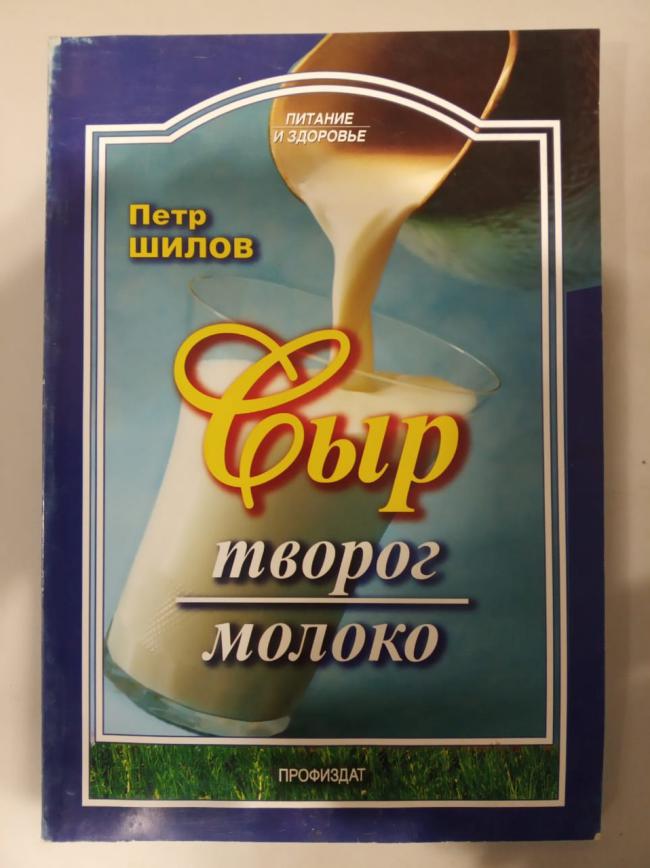 ПИТАНИЕ
И ЗДОРОВЬЕ
Петр
ШИЛОВ
Сыр
творог
молоко
ПРОФИЗДАТ